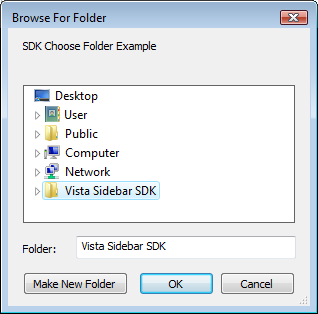 Browse For Folder
SDK Choose Folder Example
Desktop
User
Public
Computer
Network
Vista Sidebar SDK
Folder: Vista Sidebar SDK
Make New Folder OK Cancel